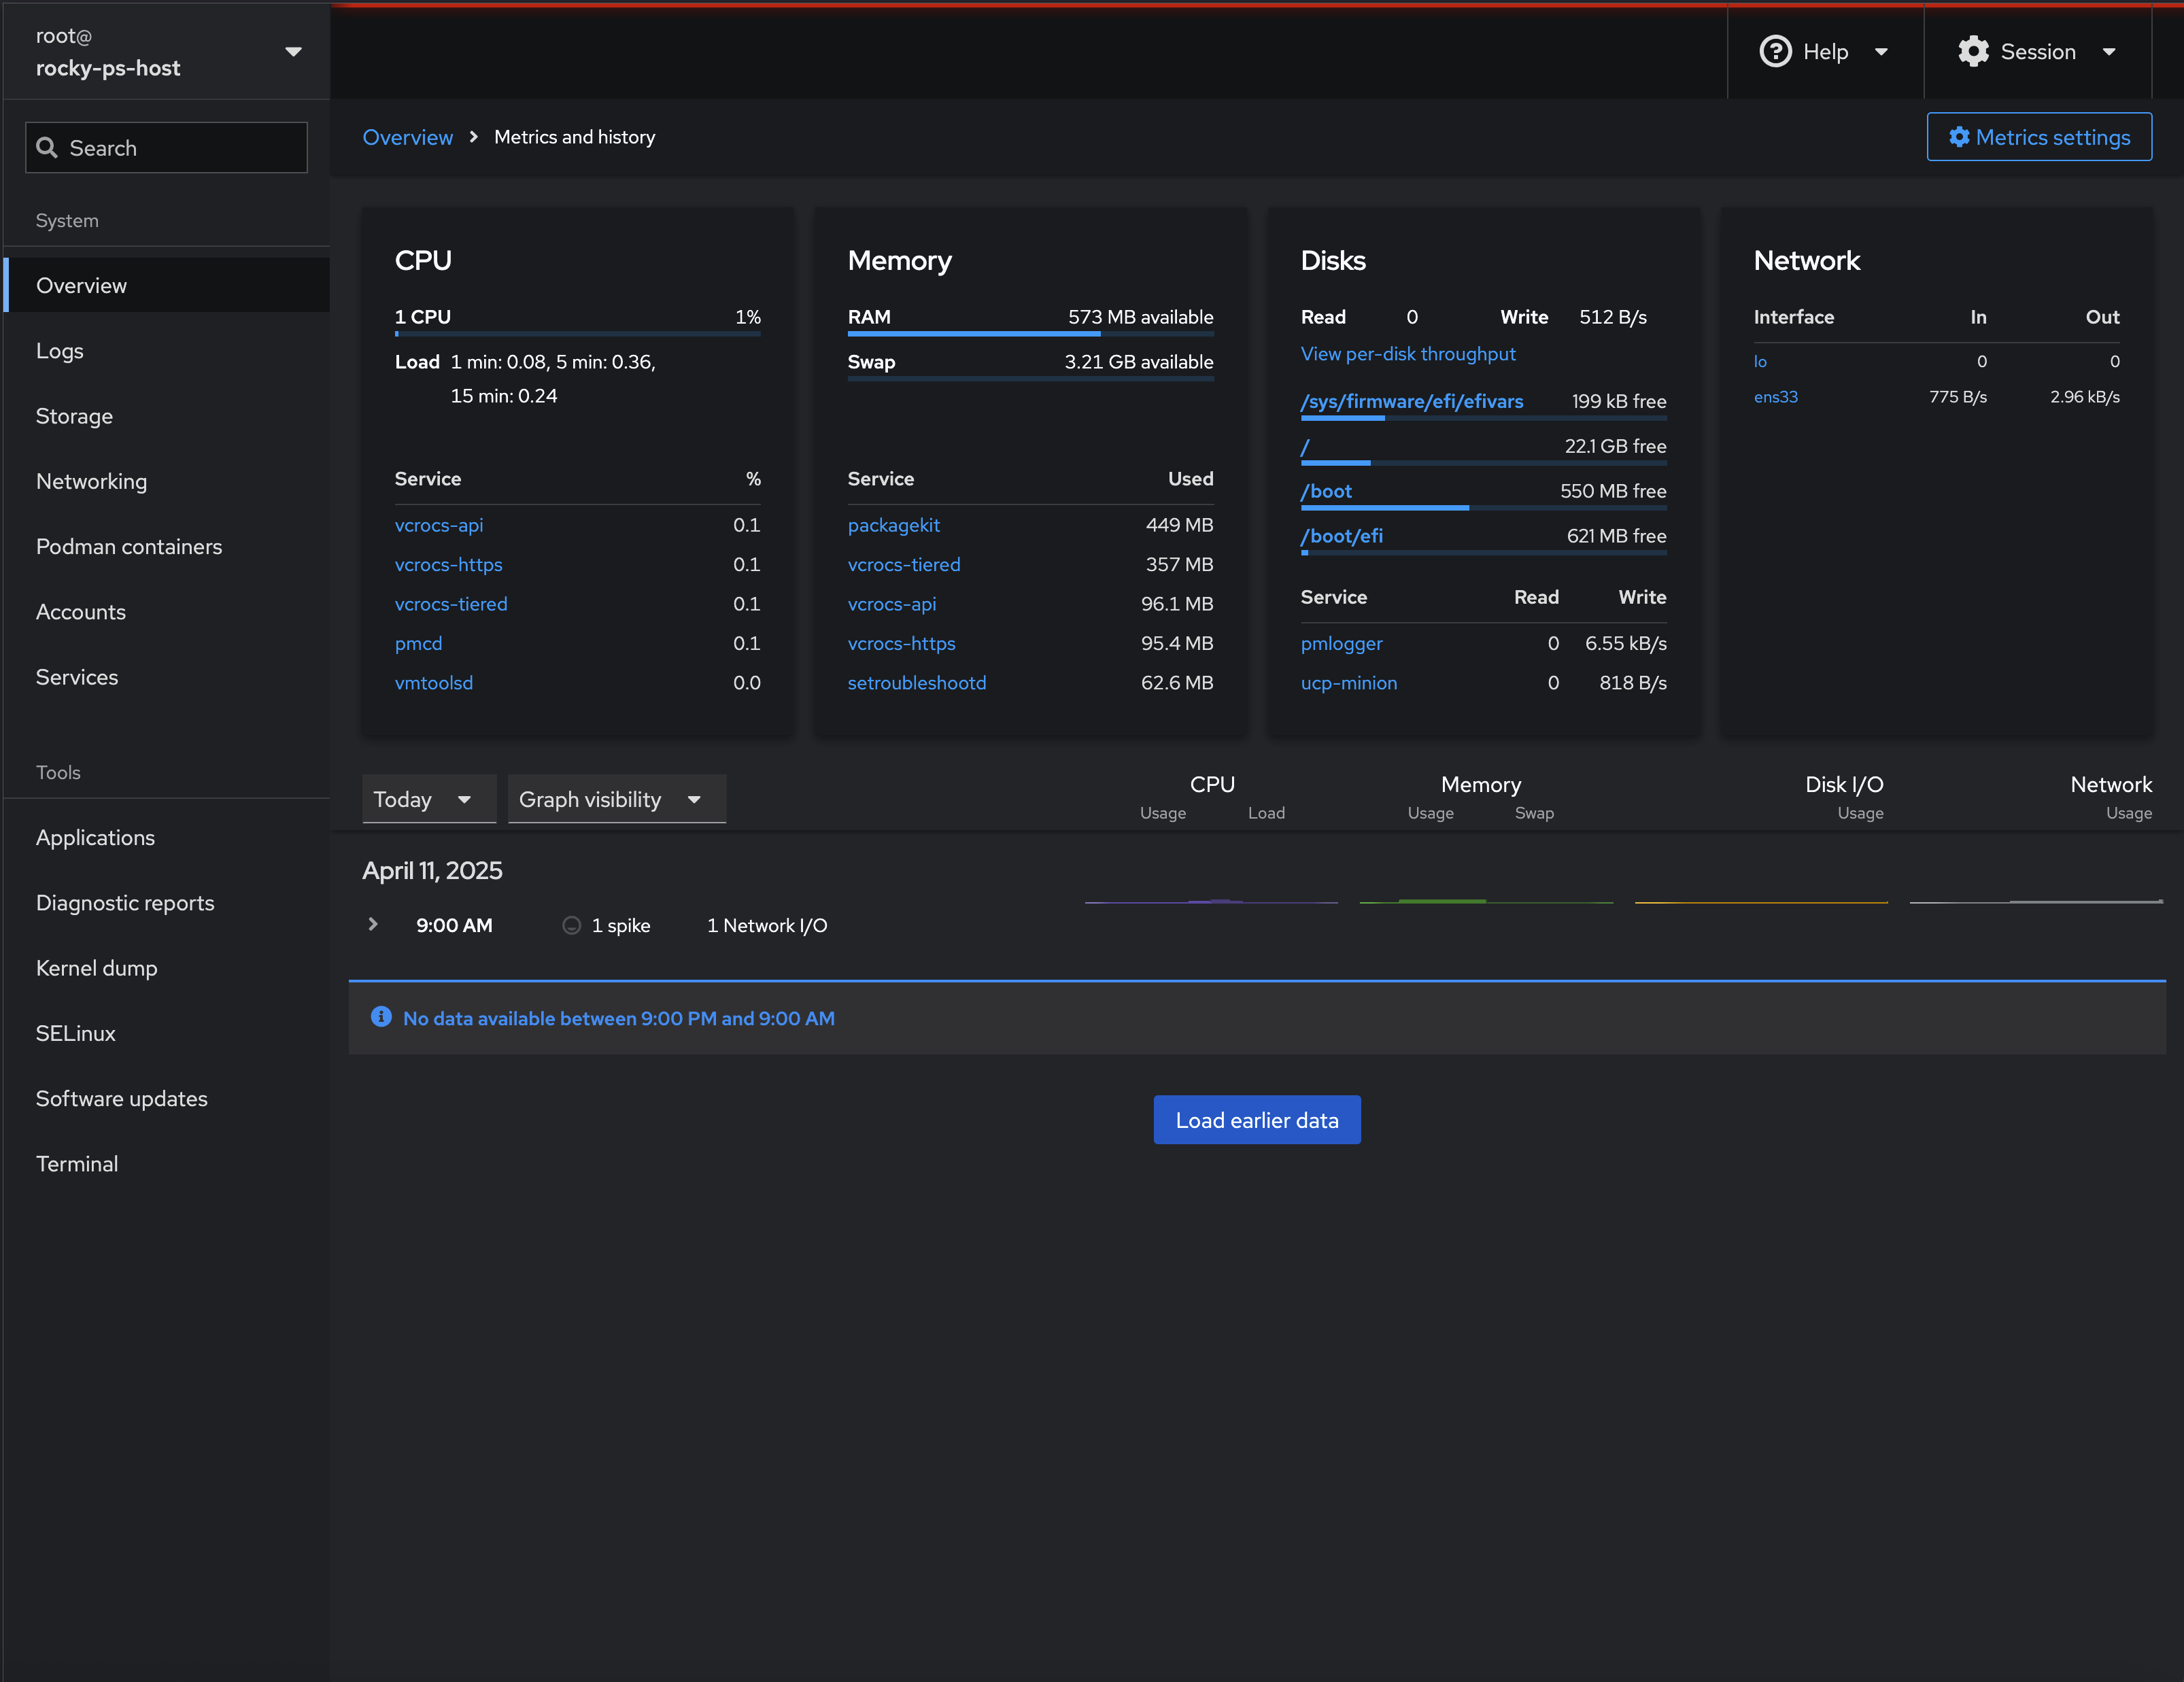 root@
rocky-ps-host
Help
Session
Search
System
Overview
Logs
Storage
Networking
Podman containers
Accounts
Services
Tools
Applications
Diagnostic reports
Kernel dump
SELinux
Software updates
Terminal
Overview > Metrics and history
Metrics settings
CPU
1 CPU 1%
Load 1 min: 0.08, 5 min: 0.36,
15 min: 0.24
Service %
vcrocs-api 0.1
vcrocs-https 0.1
vcrocs-tiered 0.1
pmcd 0.1
vmtoolsd 0.0
Memory
RAM 573 MB available
Swap 3.21 GB available
Service Used
packagekit 449 MB
vcrocs-tiered 357 MB
vcrocs-api 96.1 MB
vcrocs-https 95.4 MB
setroubleshootd 62.6 MB
Disks
Read 0 Write 512 B/s
View per-disk throughput
/sys/firmware/efi/efivars 199 kB free
/ 22.1 GB free
/boot 550 MB free
/boot/efi 621 MB free
Service Read Write
pmlogger 0 6.55 kB/s
ucp-minion 0 818 B/s
Network
Interface In Out
lo 0 0
ens33 775 B/s 2.96 kB/s
Today
Graph visibility
CPU
Usage Load
Memory
Usage Swap
Disk I/O
Usage
Network
Usage
April 11, 2025
9:00 AM 1 spike 1 Network I/O
No data available between 9:00 PM and 9:00 AM
Load earlier data